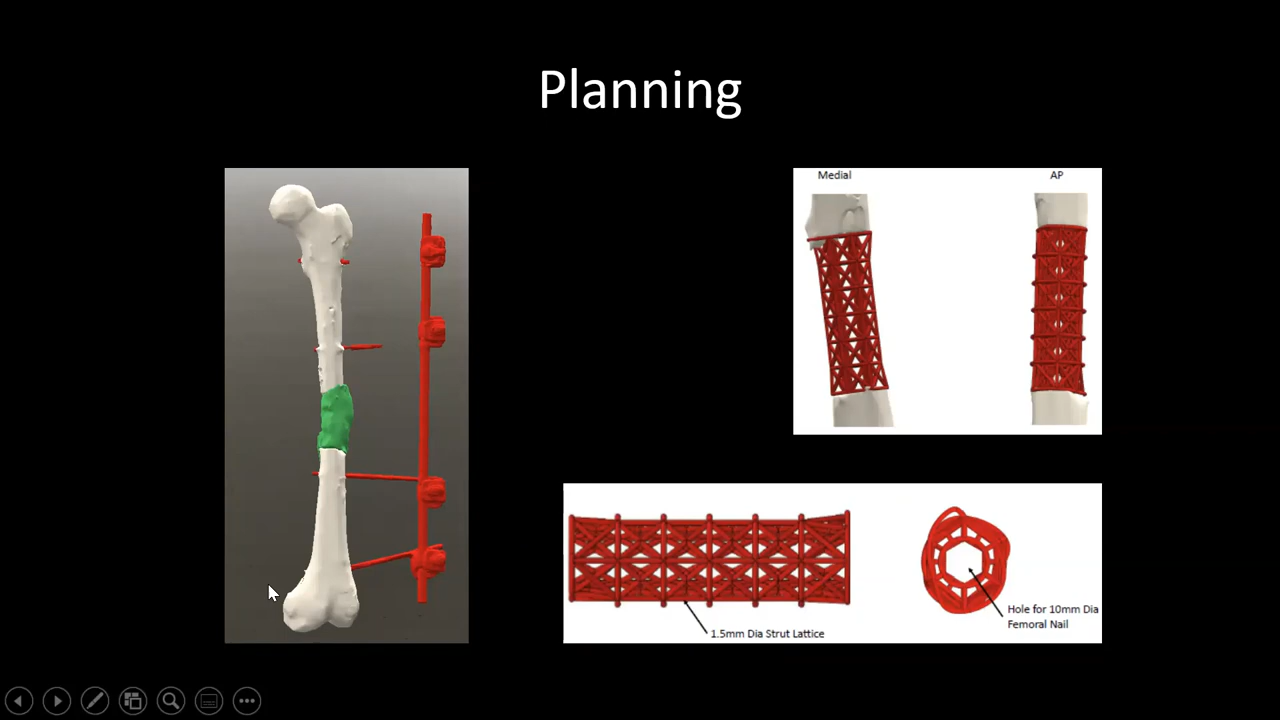 Planning
Medial
AP
1.5mm Dia Strut Lattice
Hole for 10mm Dia
Femoral Nail